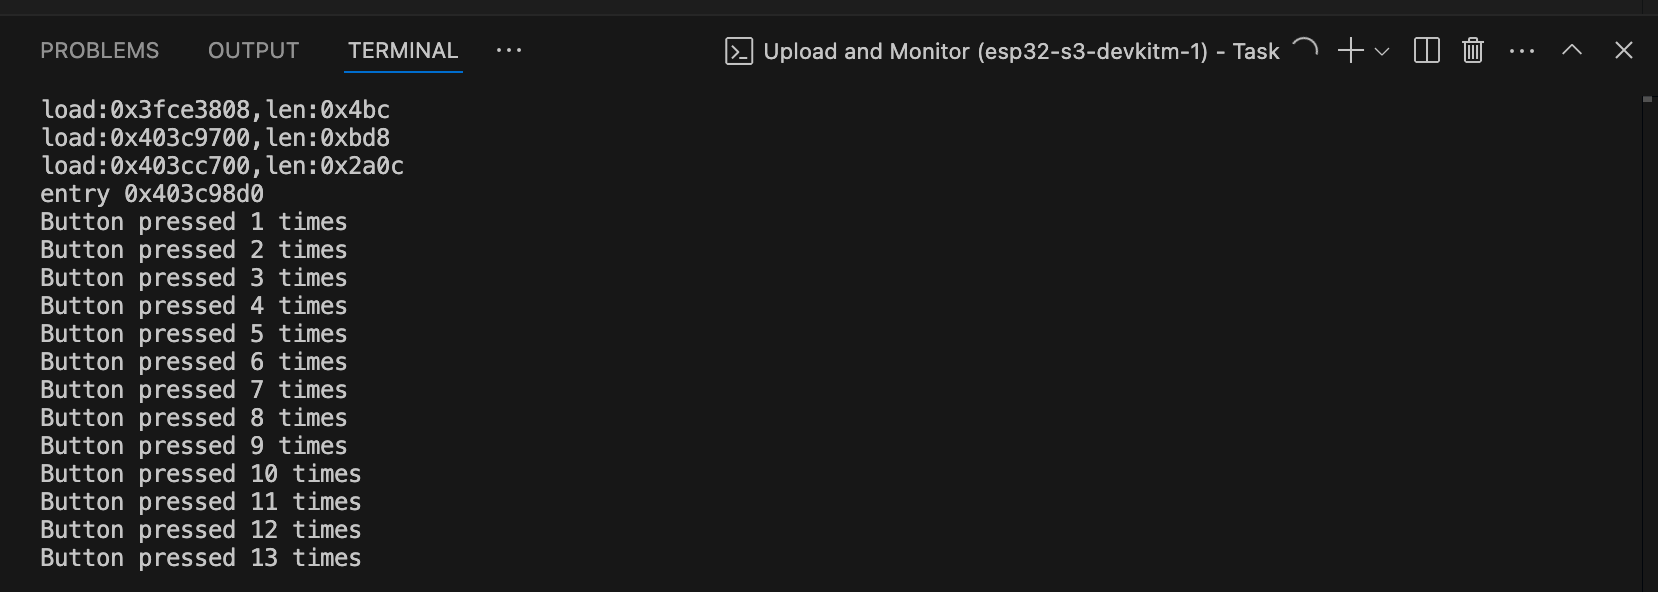 PROBLEMS OUTPUT TERMINAL ··· Upload and Monitor (esp32-s3-devkitm-1) - Task
load:0x3fce3808,len:0x4bc
load:0x403c9700,len:0xbd8
load:0x403cc700,len:0x2a0c
entry 0x403c98d0
Button pressed 1 times
Button pressed 2 times
Button pressed 3 times
Button pressed 4 times
Button pressed 5 times
Button pressed 6 times
Button pressed 7 times
Button pressed 8 times
Button pressed 9 times
Button pressed 10 times
Button pressed 11 times
Button pressed 12 times
Button pressed 13 times